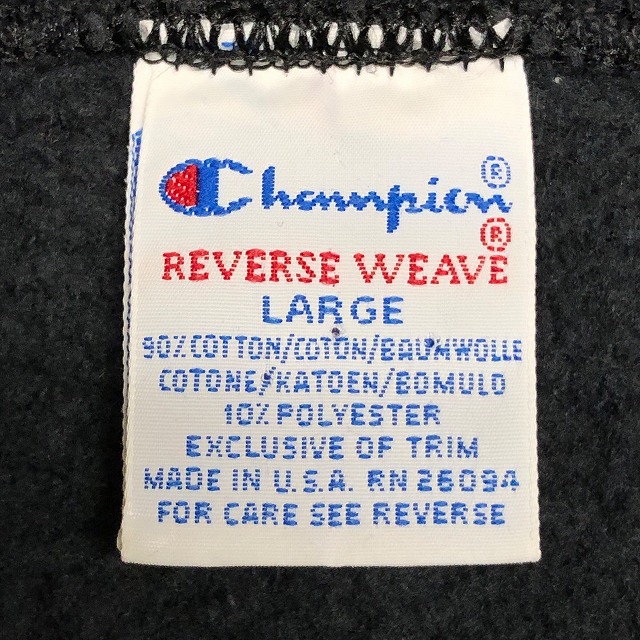 Champion®
REVERSE WEAVE®
LARGE
90% COTTON/COTON/BAUMWOLLE
COTONE/KATOEN/BOMULD
10% POLYESTER
EXCLUSIVE OF TRIM
MADE IN U.S.A. RN 26094
FOR CARE SEE REVERSE